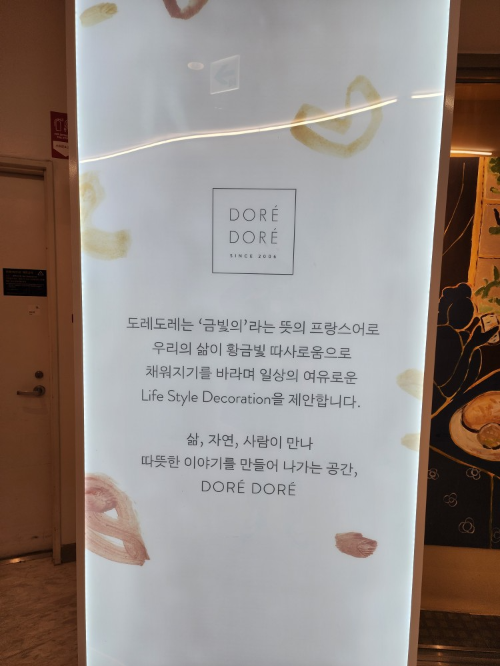 DORÉ
DORÉ
SINCE 2006
도레도레는 ‘금빛의’라는 뜻의 프랑스어로
우리의 삶이 황금빛 따사로움으로
채워지기를 바라며 일상의 여유로운
Life Style Decoration을 제안합니다.
삶, 자연, 사람이 만나
따뜻한 이야기를 만들어 나가는 공간,
DORÉ DORÉ